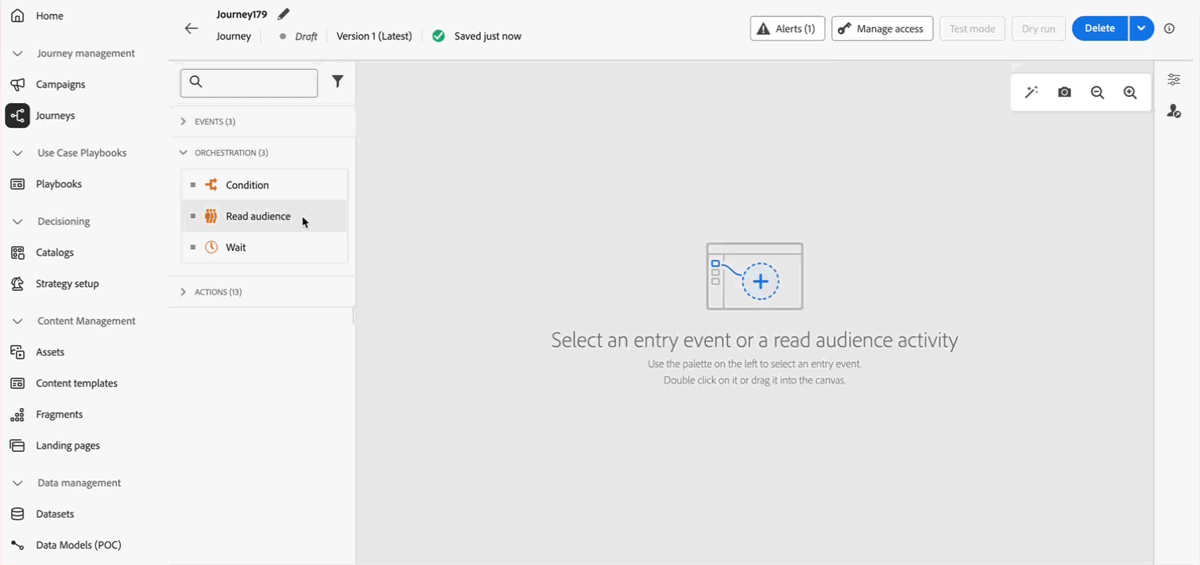 Home
Journey management
Campaigns
Journeys
Use Case Playbooks
Playbooks
Decisioning
Catalogs
Strategy setup
Content Management
Assets
Content templates
Fragments
Landing pages
Data management
Datasets
Data Models (POC)
Journey179
Journey
Draft
Version 1 (Latest)
Saved just now
Alerts (1)
Manage access
Test mode
Dry run
Delete
EVENTS (3)
ORCHESTRATION (3)
Condition
Read audience
Wait
ACTIONS (13)
Select an entry event or a read audience activity
Use the palette on the left to select an entry event.
Double click on it or drag it into the canvas.